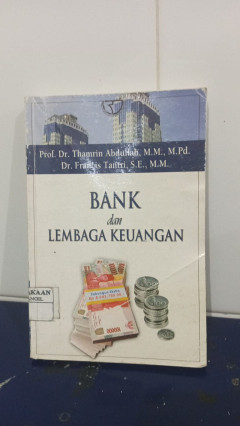 Prof. Dr. Thamrin Abdullah, M.M., M.Pd.
Dr. Francis Tantri, S.E., M.M.
BANK
dan
LEMBAGA KEUANGAN